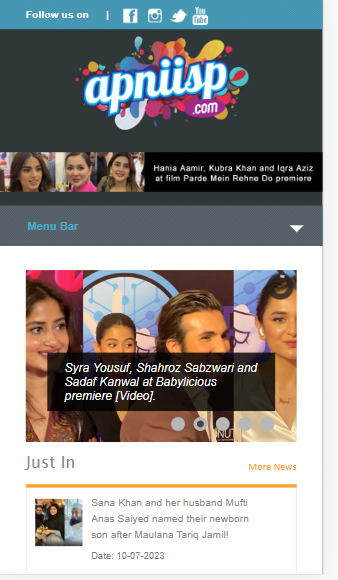 Follow us on |
You
Tube
apniisp
.com
Hania Aamir, Kubra Khan and Iqra Aziz
at film Parde Mein Rehne Do premiere
Menu Bar
Syra Yousuf, Shahroz Sabzwari and
Sadaf Kanwal at Babylicious
premiere [Video].
Just In
More News
Sana Khan and her husband Mufti
Anas Saiyed named their newborn
son after Maulana Tariq Jamil!
Date: 10-07-2023